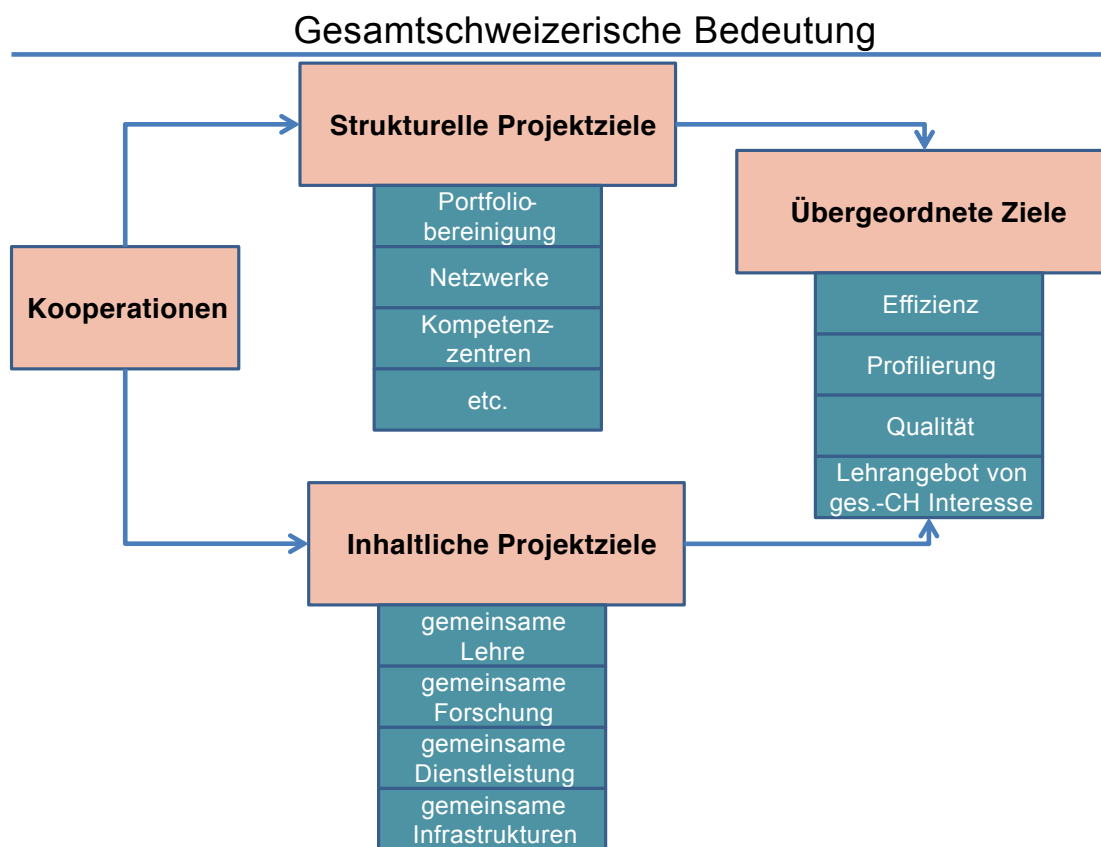 Gesamtschweizerische Bedeutung
Strukturelle Projektziele
Portfolio-
bereinigung
Netzwerke
Kompetenz-
zentren
etc.
Kooperationen
Übergeordnete Ziele
Effizienz
Profilierung
Qualität
Lehrangebot von
ges.-CH Interesse
Inhaltliche Projektziele
gemeinsame
Lehre
gemeinsame
Forschung
gemeinsame
Dienstleistung
gemeinsame
Infrastrukturen